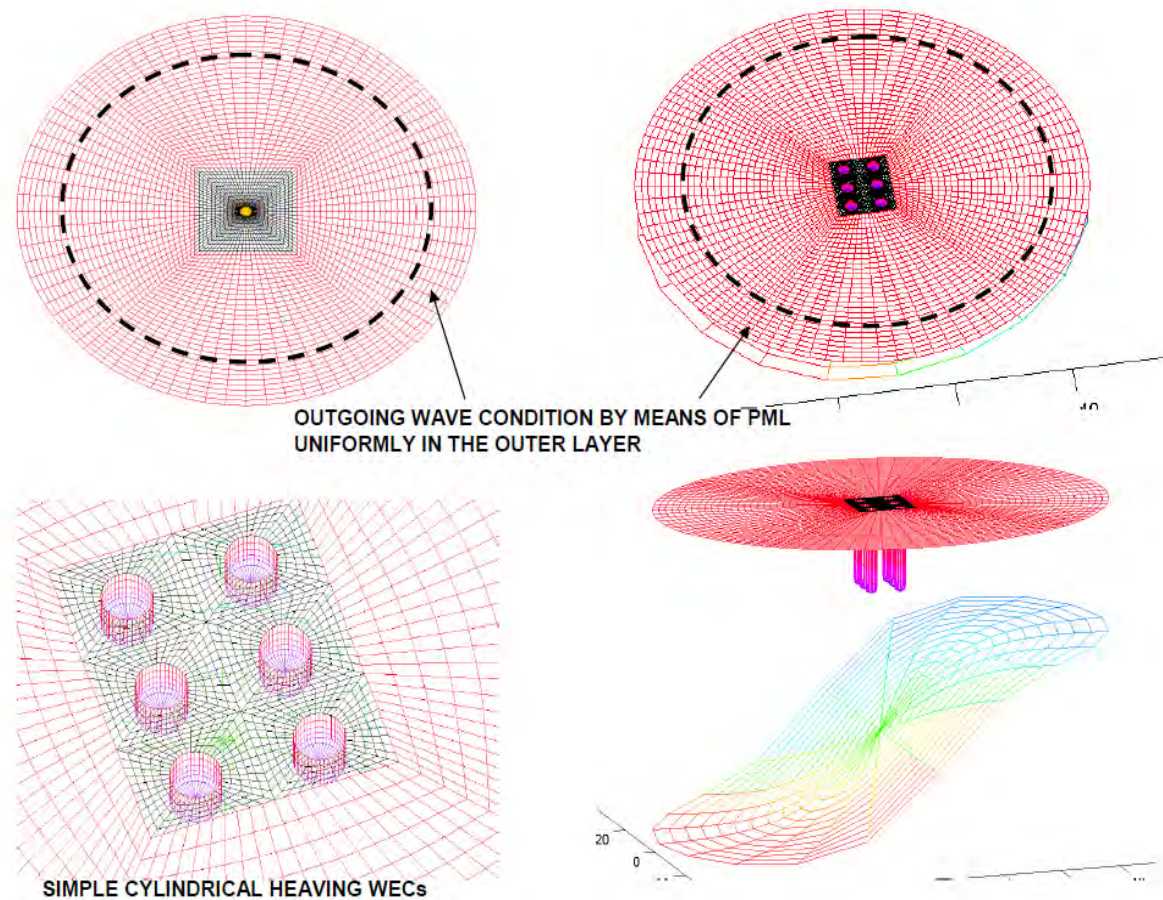 OUTGOING WAVE CONDITION BY MEANS OF PML
UNIFORMLY IN THE OUTER LAYER
20
0
SIMPLE CYLINDRICAL HEAVING WECs